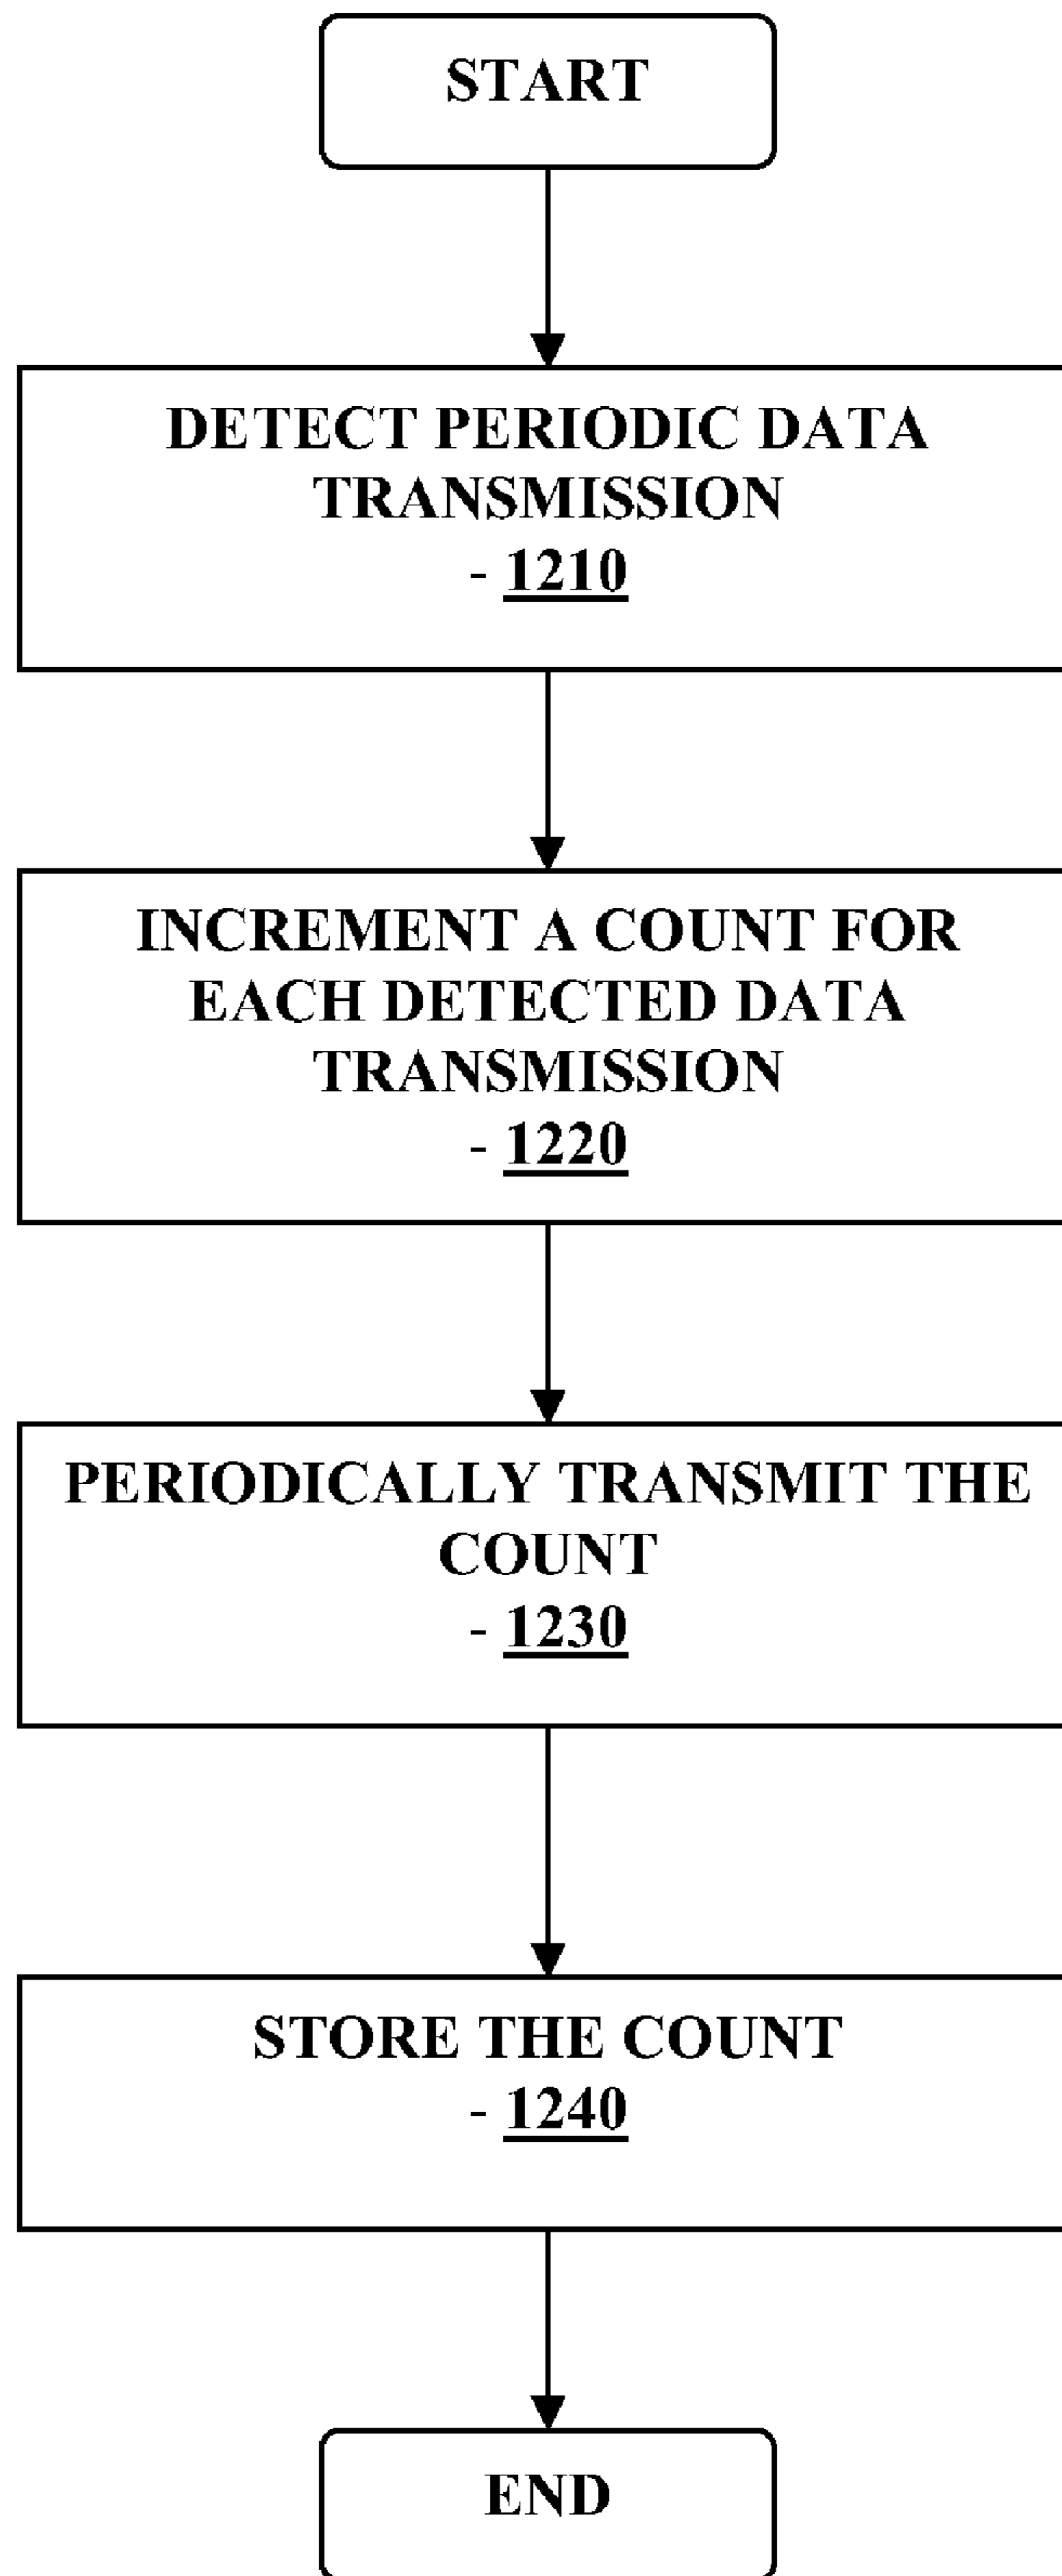 START
DETECT PERIODIC DATA
TRANSMISSION
- 1210
INCREMENT A COUNT FOR
EACH DETECTED DATA
TRANSMISSION
- 1220
PERIODICALLY TRANSMIT THE
COUNT
- 1230
STORE THE COUNT
- 1240
END